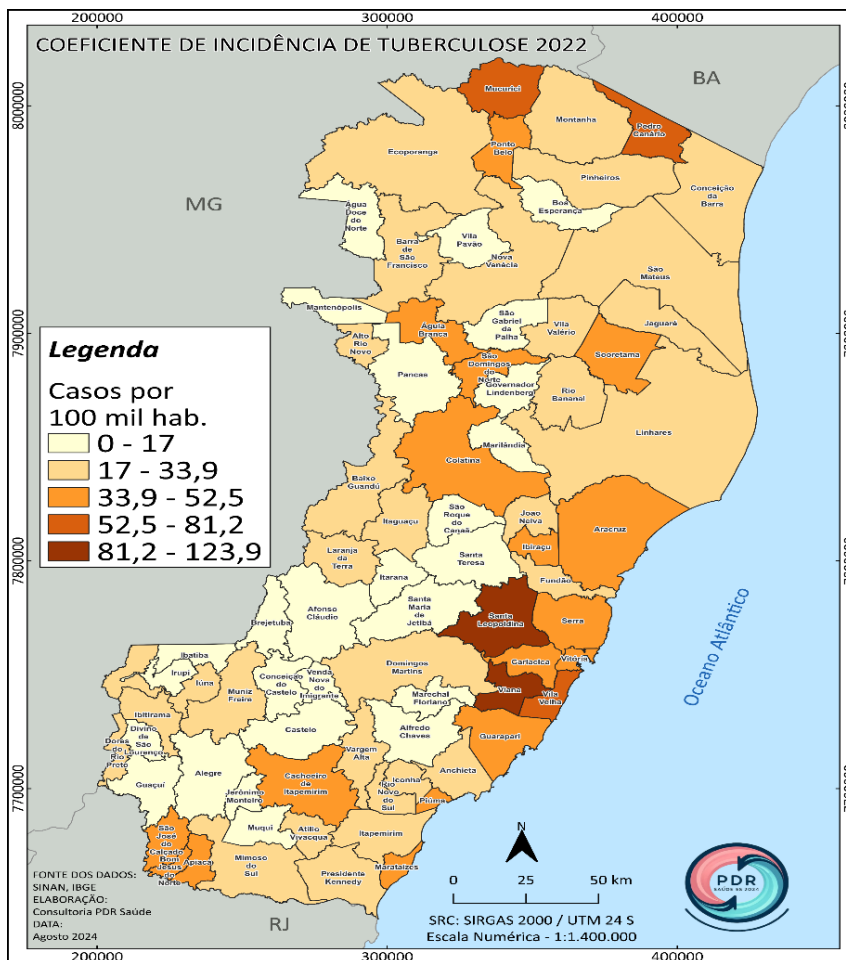 200000 300000 400000
COEFICIENTE DE INCIDÊNCIA DE TUBERCULOSE 2022
BA
8000000
8000000
Mucurici
Montanha
Pedro
Canário
Ponto
Belo
Ecoporanga
Pinheiros
Conceição
da
Barra
Boa
Esperança
MG
Água
Doce
do
Norte
Vila
Pavão
Barra
de
São
Francisco
Nova
Venécia
São
Mateus
Mantenópolis
7900000
São
Gabriel
da
Palha
Vila
Valério
Jaguaré
Águia
Branca
Alto
Rio
Novo
Sooretama
São
Domingos
do
Norte
Pancas
Governador
Lindenberg
Rio
Bananal
Linhares
Marilândia
Colatina
Legenda
Casos por
100 mil hab.
0 - 17
17 - 33,9
33,9 - 52,5
52,5 - 81,2
81,2 - 123,9
Baixo
Guandú
Itaguaçu
São
Roque
do
Canaã
Joao
Neiva
Aracruz
Ibiraçu
Laranja
da
Terra
Santa
Teresa
7800000
7800000
Itarana
Fundão
Santa
Maria
de
Jetibá
Afonso
Cláudio
Brejetuba
Santa
Leopoldina
Serra
Ibatiba
Irupi
Iúna
Domingos
Martins
Cariacica
Vitória
Muniz
Freire
Conceição
do
Castelo
Venda
Nova
do
Imigrante
Marechal
Floriano
Viana
Vila
Velha
Oceano Atlântico
Ibitirama
Divino
de
São
Lourenço
Dores
do
Rio
Preto
Castelo
Alfredo
Chaves
Guarapari
Vargem
Alta
Anchieta
Guaçuí
Alegre
Cachoeiro
de
Itapemirim
Iconha
Rio
Novo
do
Sul
Jerônimo
Monteiro
Piúma
7700000
Muqui
Atílio
Vivacqua
Itapemirim
São
José
do
Calçado
Bom
Jesus
do
Norte
Apiacá
Mimoso
do
Sul
Presidente
Kennedy
Marataízes
N
0 25 50 km
SRC: SIRGAS 2000 / UTM 24 S
Escala Numérica - 1:1.400.000
PDR
SAÚDE ES 2024
FONTE DOS DADOS:
SINAN, IBGE
ELABORAÇÃO:
Consultoria PDR Saúde
DATA:
Agosto 2024
RJ
200000 300000 400000